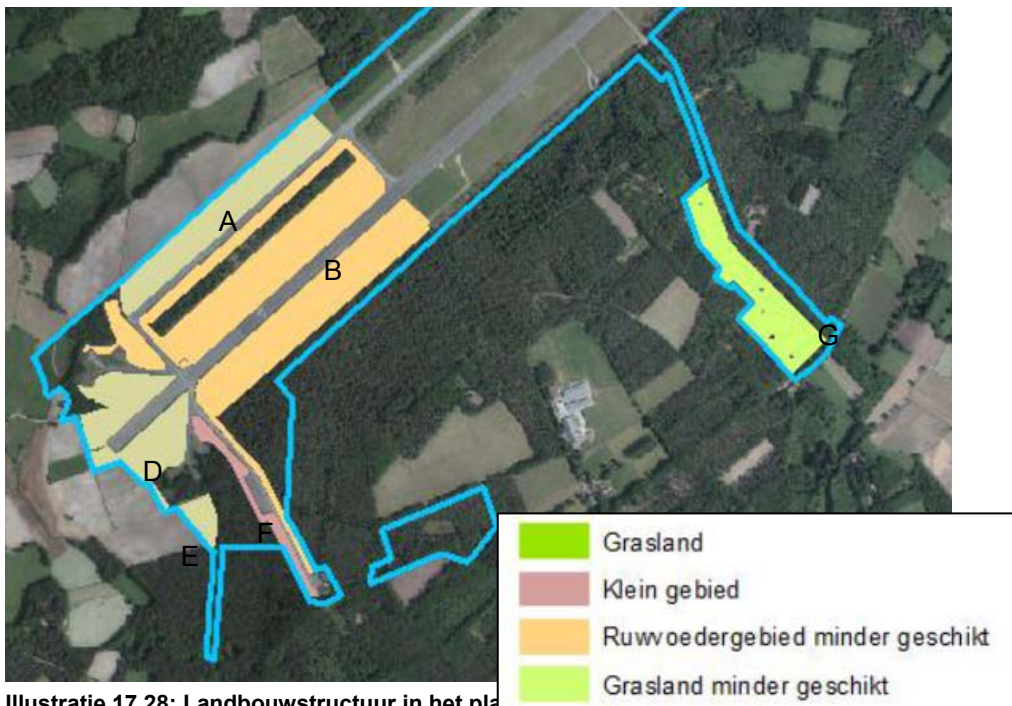 A
B
C
D
E
F
G
Grasland
Klein gebied
Ruwvoedergebied minder geschikt
Grasland minder geschikt
Illustratie 17.28: Landbouwstructuur in het pla